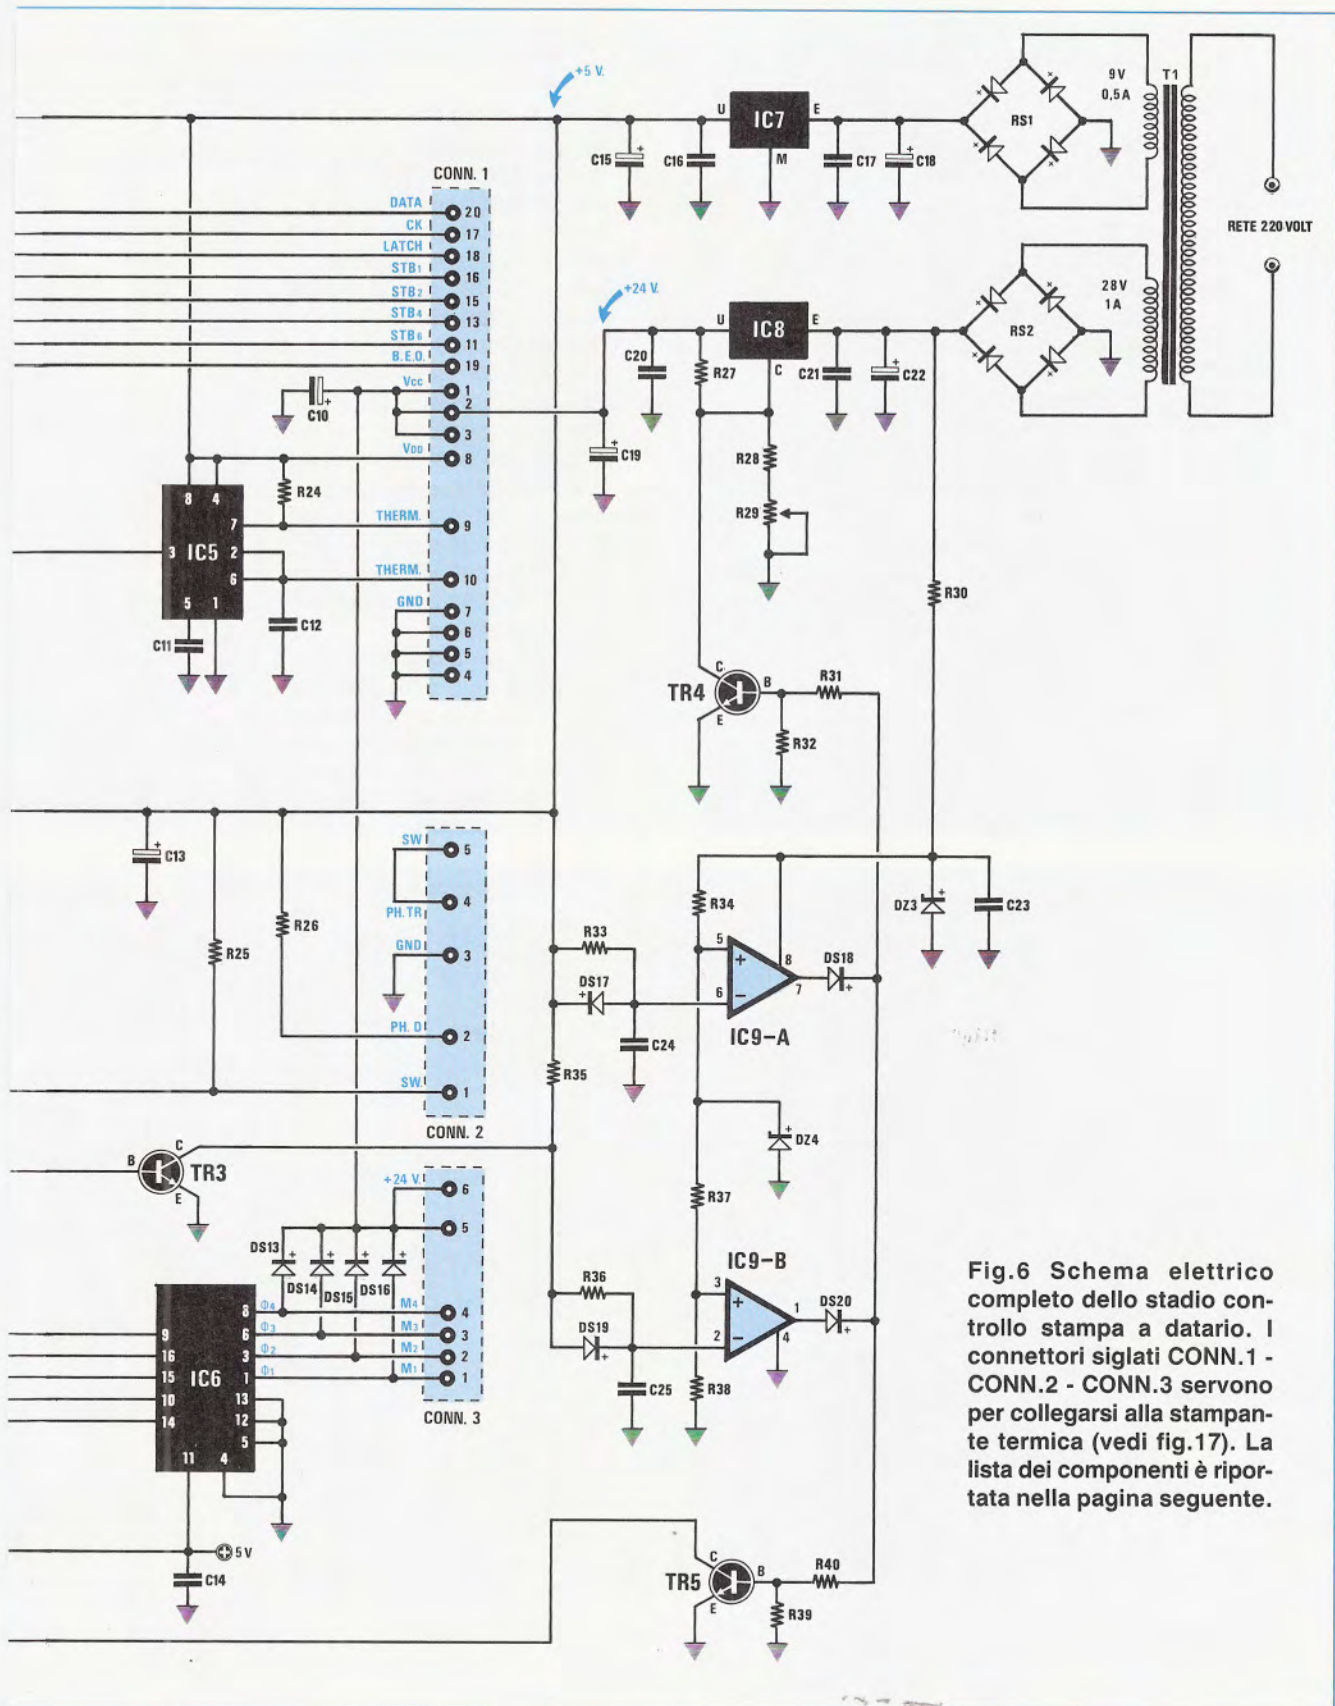 +5 V.
9V
0,5A
T1
RS1
U
IC7
E
M
C15
+
C16
C17
C18
+
RETE 220 VOLT
CONN. 1
DATA
20
CK
17
LATCH
18
STB1
16
STB2
15
STB4
13
STB6
11
B.E.O.
19
Vcc
1
2
3
VDD
8
THERM.
9
THERM.
10
GND
7
6
5
4
C10
+
+24 V.
28V
1A
RS2
U
IC8
E
C
C20
R27
C21
C22
+
C19
+
R28
R29
R30
8
4
R24
7
3
IC5
2
6
5
1
C11
C12
TR4
C
B
E
R31
R32
C13
+
R25
R26
SW
5
4
PH.TR
GND
3
PH. D
2
SW.
1
CONN. 2
R33
DS17
+
C24
R35
R34
5
+
6
−
8
7
IC9-A
DS18
+
DZ3
+
C23
DZ4
+
R37
B
C
E
TR3
+24 V.
6
5
DS13
+
DS14
+
DS15
+
DS16
+
8
Φ4
M4
4
6
Φ3
M3
3
3
Φ2
M2
2
1
Φ1
M1
1
CONN. 3
9
16
15
10
14
IC6
13
12
5
11
4
R36
DS19
+
C25
IC9-B
3
+
2
−
1
4
DS20
+
R38
5 V
C14
TR5
C
B
E
R40
R39
Fig.6 Schema elettrico
completo dello stadio con-
trollo stampa a datario. I
connettori siglati CONN.1 -
CONN.2 - CONN.3 servono
per collegarsi alla stampan-
te termica (vedi fig.17). La
lista dei componenti è ripor-
tata nella pagina seguente.